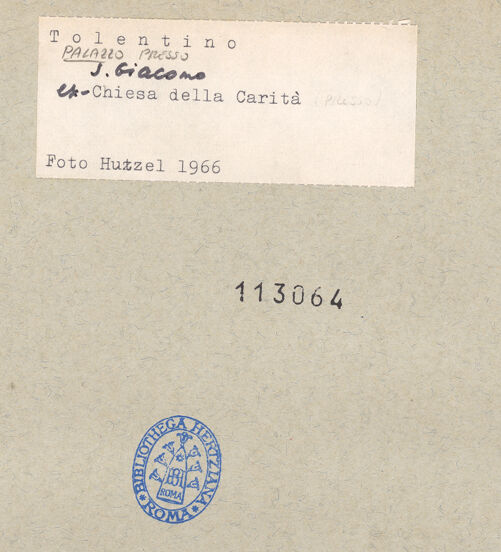 Tolentino
PALAZZO PRESSO
S. Giacomo
ex-Chiesa della Carità (PRESSO)
Foto Hutzel 1966
113064
BIBLIOTHECA HERTZIANA
ROMA
ROMA